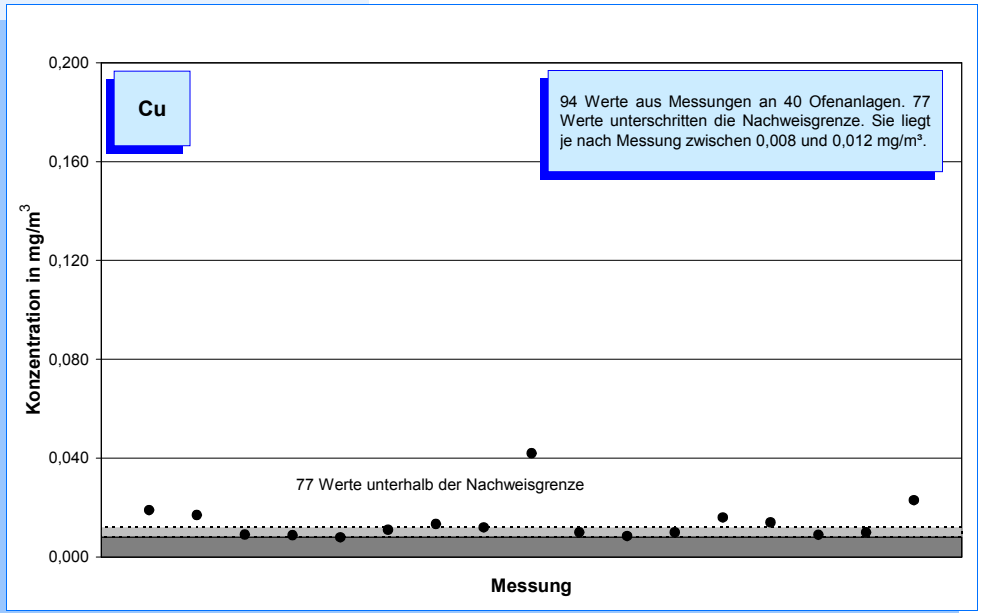 0,200
Cu
94 Werte aus Messungen an 40 Ofenanlagen. 77
Werte unterschritten die Nachweisgrenze. Sie liegt
je nach Messung zwischen 0,008 und 0,012 mg/m³.
0,160
0,120
0,080
0,040
0,000
Konzentration in mg/m³
77 Werte unterhalb der Nachweisgrenze
Messung